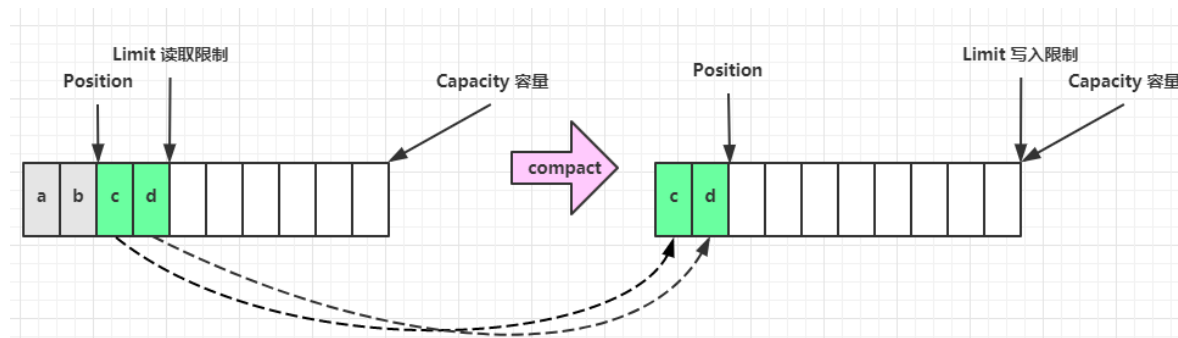 Limit 读取限制
Position
Capacity 容量
a b c d
compact
Limit 写入限制
Position
Capacity 容量
c d